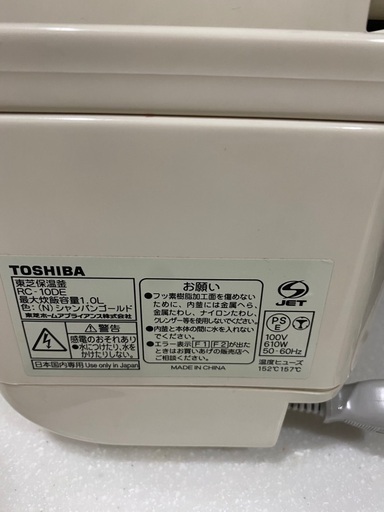 TOSHIBA
東芝保温釜
RC-10DE
最大炊飯容量1.0L
色：(N)シャンパンゴールド
東芝ホームアプライアンス株式会社
⚠警告
感電のおそれあり
●水につけたり、水を
かけたりしない。
日本国内専用 Use only in Japan
お願い
●フッ素樹脂加工面を傷めない
ために、内釜には金属へら、
金属たわし、ナイロンたわし、
クレンザー等を使用しないで
ください。
●内釜と本体の間に水を入れない
でください。
●エラー表示[F1][F2]が出た
ときはお買いあげの販売店へ
ご相談ください。
MADE IN CHINA
S
JET
PS
E
100V
610W
50-60Hz
温度ヒューズ
152℃ 157℃